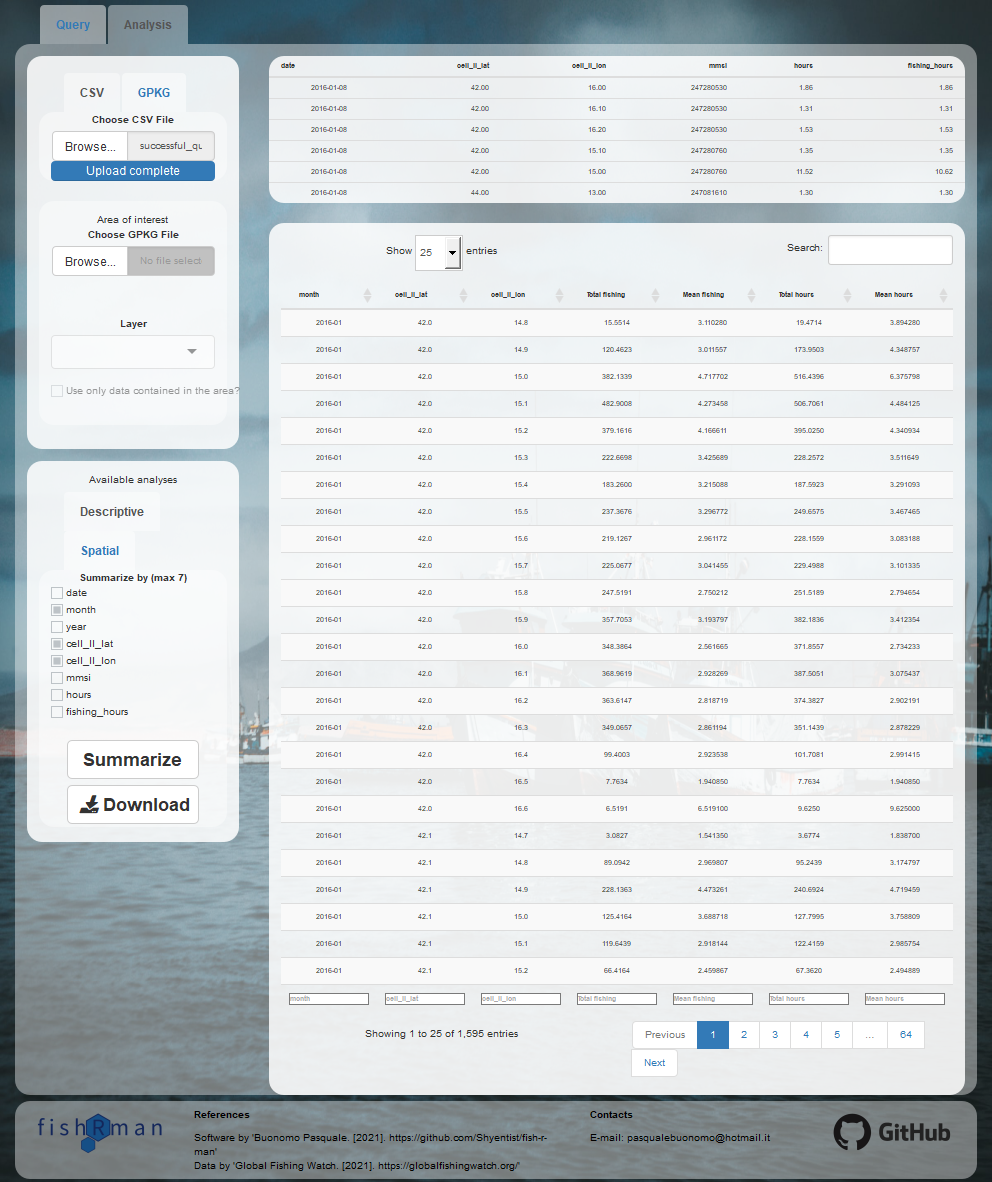 Query Analysis
CSV GPKG
Choose CSV File
Browse... successful_qu
Upload complete
Area of interest
Choose GPKG File
Browse... No file select
Layer
Use only data contained in the area?
Available analyses
Descriptive
Spatial
Summarize by (max 7)
date
month
year
cell_ll_lat
cell_ll_lon
mmsi
hours
fishing_hours
Summarize
Download
date cell_ll_lat cell_ll_lon mmsi hours fishing_hours
2016-01-08 42.00 16.00 247280530 1.86 1.86
2016-01-08 42.00 16.10 247280530 1.31 1.31
2016-01-08 42.00 16.20 247280530 1.53 1.53
2016-01-08 42.00 15.10 247280760 1.35 1.35
2016-01-08 42.00 15.00 247280760 11.52 10.62
2016-01-08 44.00 13.00 247081610 1.30 1.30
Show 25 entries Search:
month cell_ll_lat cell_ll_lon Total fishing Mean fishing Total hours Mean hours
2016-01 42.0 14.8 15.5514 3.110280 19.4714 3.894280
2016-01 42.0 14.9 120.4623 3.011557 173.9503 4.348757
2016-01 42.0 15.0 382.1339 4.717702 516.4396 6.375798
2016-01 42.0 15.1 482.9008 4.273458 506.7061 4.484125
2016-01 42.0 15.2 379.1616 4.166611 395.0250 4.340934
2016-01 42.0 15.3 222.6698 3.425689 228.2572 3.511649
2016-01 42.0 15.4 183.2600 3.215088 187.5923 3.291093
2016-01 42.0 15.5 237.3676 3.296772 249.6575 3.467465
2016-01 42.0 15.6 219.1267 2.961172 228.1559 3.083188
2016-01 42.0 15.7 225.0677 3.041455 229.4988 3.101335
2016-01 42.0 15.8 247.5191 2.750212 251.5189 2.794654
2016-01 42.0 15.9 357.7053 3.193797 382.1836 3.412354
2016-01 42.0 16.0 348.3864 2.561665 371.8557 2.734233
2016-01 42.0 16.1 368.9619 2.928269 387.5051 3.075437
2016-01 42.0 16.2 363.6147 2.818719 374.3827 2.902191
2016-01 42.0 16.3 349.0657 2.861194 351.1439 2.878229
2016-01 42.0 16.4 99.4003 2.923538 101.7081 2.991415
2016-01 42.0 16.5 7.7634 1.940850 7.7634 1.940850
2016-01 42.0 16.6 6.5191 6.519100 9.6250 9.625000
2016-01 42.1 14.7 3.0827 1.541350 3.6774 1.838700
2016-01 42.1 14.8 89.0942 2.969807 95.2439 3.174797
2016-01 42.1 14.9 228.1363 4.473261 240.6924 4.719459
2016-01 42.1 15.0 125.4164 3.688718 127.7995 3.758809
2016-01 42.1 15.1 119.6439 2.918144 122.4159 2.985754
2016-01 42.1 15.2 66.4164 2.459867 67.3620 2.494889
month cell_ll_lat cell_ll_lon Total fishing Mean fishing Total hours Mean hours
Showing 1 to 25 of 1,595 entries Previous 1 2 3 4 5 ... 64
Next
fishRman
References
Software by 'Buonomo Pasquale. [2021]. https://github.com/Shyentist/fish-r-
man'
Data by 'Global Fishing Watch. [2021]. https://globalfishingwatch.org/'
Contacts
E-mail: pasqualebuonomo@hotmail.it
GitHub